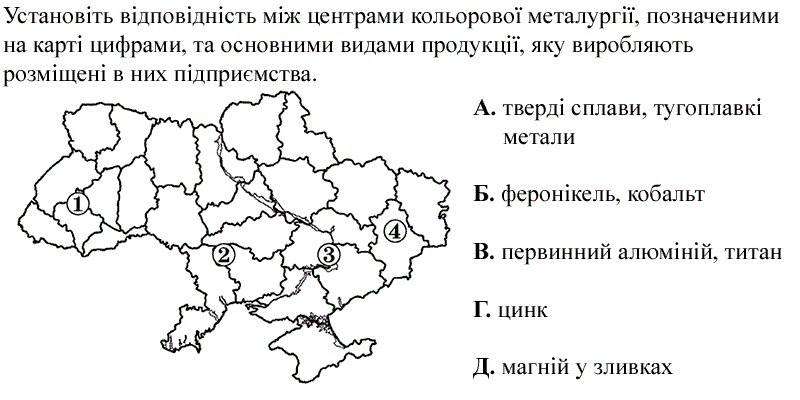 Установіть відповідність між центрами кольорової металургії, позначеними
на карті цифрами, та основними видами продукції, яку виробляють
розміщені в них підприємства.
А. тверді сплави, тугоплавкі
метали
Б. феронікель, кобальт
В. первинний алюміній, титан
Г. цинк
Д. магній у зливках
1
2
3
4